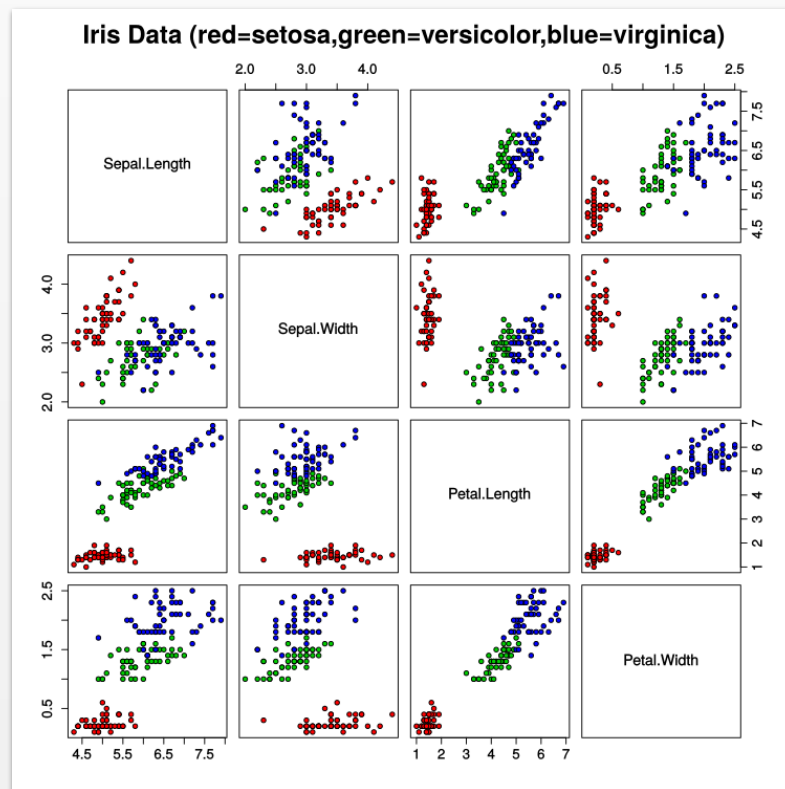 Iris Data (red=setosa,green=versicolor,blue=virginica)
2.0 3.0 4.0 0.5 1.5 2.5
Sepal.Length
4.5 5.5 6.5 7.5
2.0 3.0 4.0
Sepal.Width
Petal.Length
1 2 3 4 5 6 7
0.5 1.5 2.5
Petal.Width
4.5 5.5 6.5 7.5 1 2 3 4 5 6 7